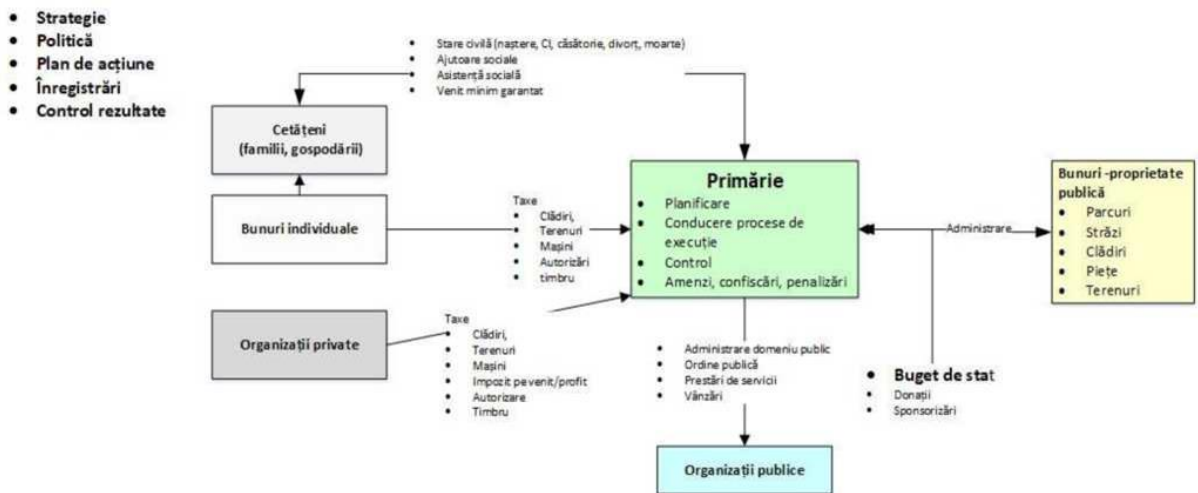 Strategie
Politică
Plan de acțiune
Înregistrări
Control rezultate
Stare civilă (naștere, CI, căsătorie, divorț, moarte)
Ajutoare sociale
Asistență socială
Venit minim garantat
Cetățeni
(familii, gospodării)
Bunuri individuale
Taxe
Clădiri,
Terenuri
Mașini
Autorizări
timbru
Primărie
Planificare
Conducere procese de
execuție
Control
Amenzi, confiscări, penalizări
Administrare
Bunuri -proprietate
publică
Parcuri
Străzi
Clădiri
Piețe
Terenuri
Organizații private
Taxe
Clădiri,
Terenuri
Mașini
Impozit pe venit/profit
Autorizare
Timbru
Administrare domeniu public
Ordine publică
Prestări de servicii
Vânzări
Buget de stat
Donații
Sponsorizări
Organizații publice